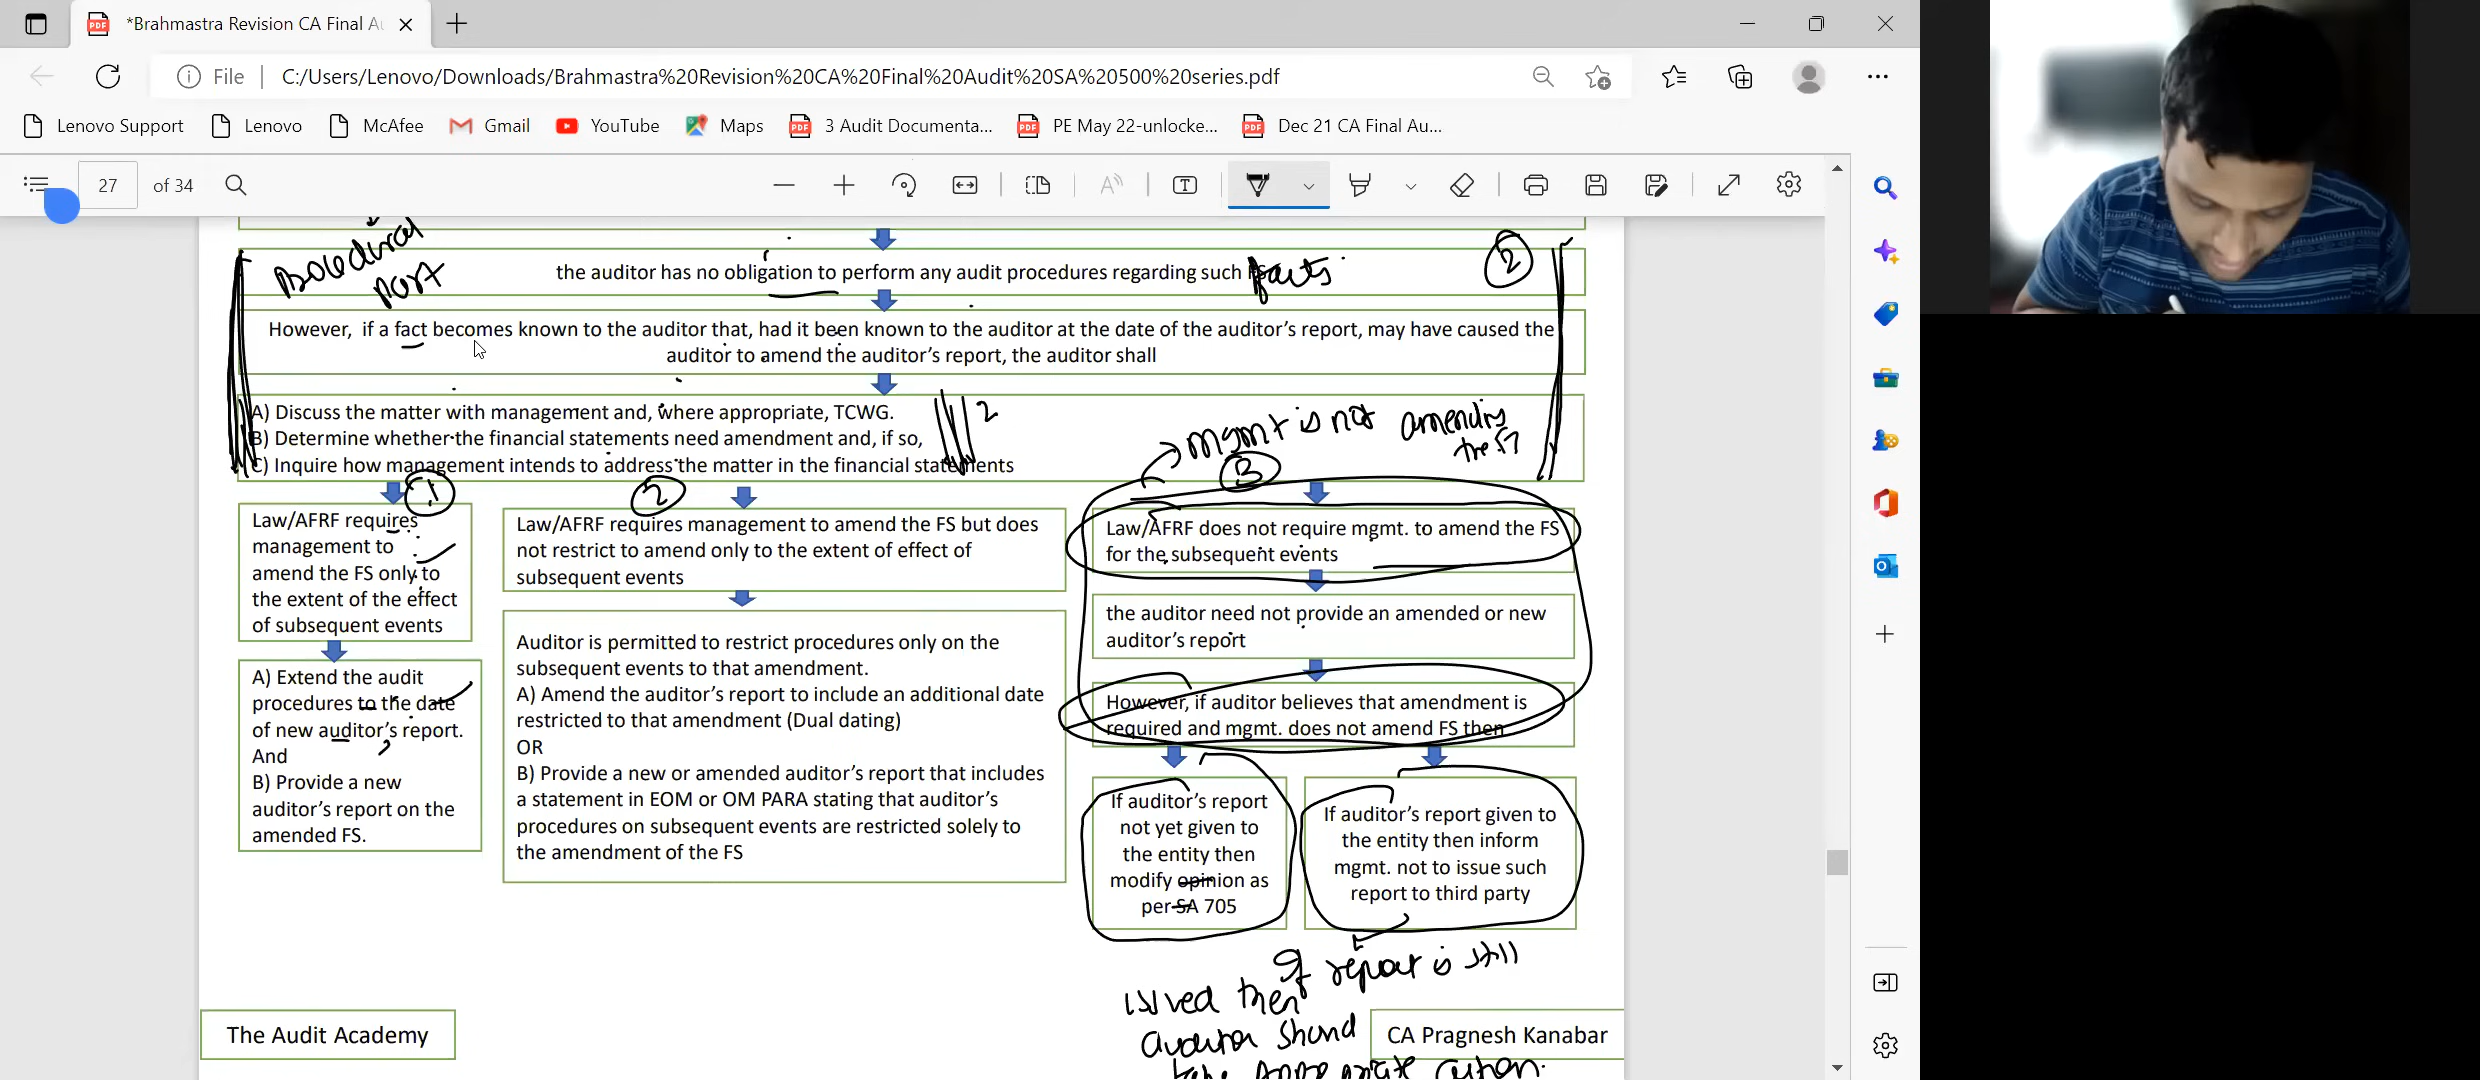 *Brahmastra Revision CA Final Au
File
C:/Users/Lenovo/Downloads/Brahmastra%20Revision%20CA%20Final%20Audit%20SA%20500%20series.pdf
Lenovo Support
Lenovo
McAfee
Gmail
YouTube
Maps
3 Audit Documenta...
PE May 22-unlocke...
Dec 21 CA Final Au...
27 of 34
Procedural
part
the auditor has no obligation to perform any audit procedures regarding such
facts
2
However, if a fact becomes known to the auditor that, had it been known to the auditor at the date of the auditor's report, may have caused the
auditor to amend the auditor's report, the auditor shall
A) Discuss the matter with management and, where appropriate, TCWG.
B) Determine whether the financial statements need amendment and, if so,
C) Inquire how management intends to address the matter in the financial statements
2
mgmt is not amending
the
1
2
3
Law/AFRF requires
management to
amend the FS only to
the extent of the effect
of subsequent events
A) Extend the audit
procedures to the date
of new auditor's report.
And
B) Provide a new
auditor's report on the
amended FS.
Law/AFRF requires management to amend the FS but does
not restrict to amend only to the extent of effect of
subsequent events
Auditor is permitted to restrict procedures only on the
subsequent events to that amendment.
A) Amend the auditor's report to include an additional date
restricted to that amendment (Dual dating)
OR
B) Provide a new or amended auditor's report that includes
a statement in EOM or OM PARA stating that auditor's
procedures on subsequent events are restricted solely to
the amendment of the FS
Law/AFRF does not require mgmt. to amend the FS
for the subsequent events
the auditor need not provide an amended or new
auditor's report
However, if auditor believes that amendment is
required and mgmt. does not amend FS then
If auditor's report
not yet given to
the entity then
modify opinion as
per SA 705
If auditor's report given to
the entity then inform
mgmt. not to issue such
report to third party
If report is still
issued then
auditor should
take appropriate action.
The Audit Academy
CA Pragnesh Kanabar